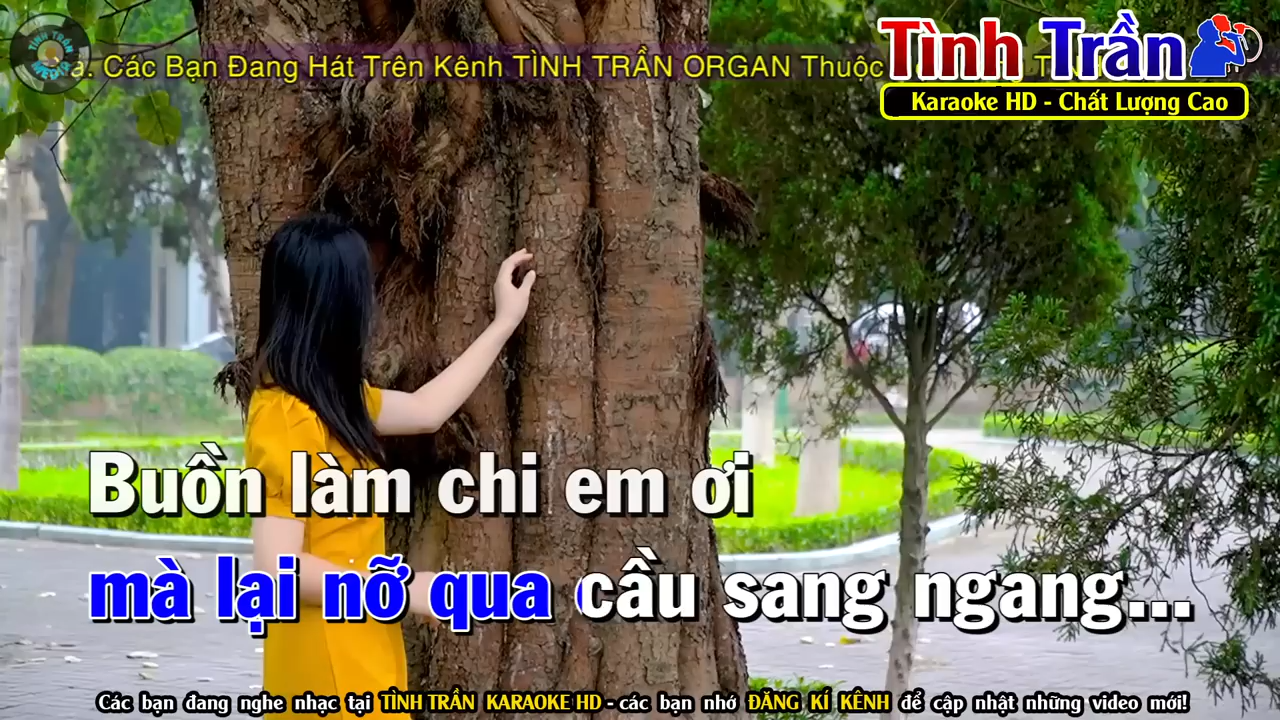 Tình Trần
a. Các Bạn Đang Hát Trên Kênh TÌNH TRẦN ORGAN Thuộc
Karaoke HD - Chất Lượng Cao
TÌNH TRẦN
Buồn làm chi em ơi
mà lại nỡ qua cầu sang ngang...
Các bạn đang nghe nhạc tại TÌNH TRẦN KARAOKE HD - các bạn nhớ ĐĂNG KÍ KÊNH để cập nhật những video mới!